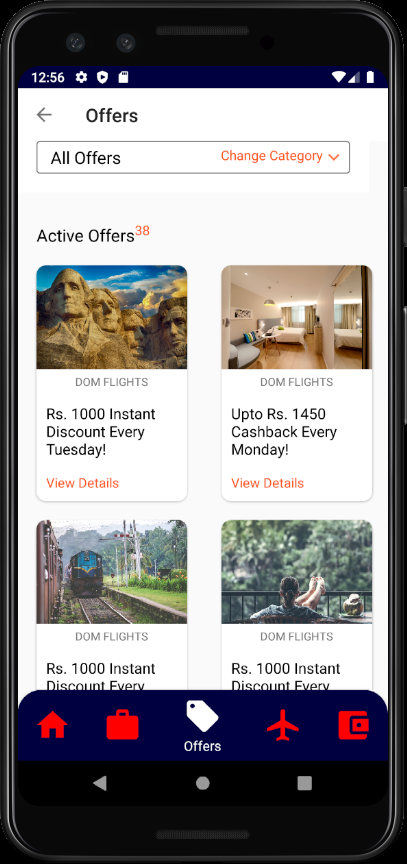 12:56
Offers
All Offers
Change Category
Active Offers38
DOM FLIGHTS
Rs. 1000 Instant
Discount Every
Tuesday!
View Details
DOM FLIGHTS
Upto Rs. 1450
Cashback Every
Monday!
View Details
DOM FLIGHTS
Rs. 1000 Instant
Discount Every
DOM FLIGHTS
Rs. 1000 Instant
Discount Every
Offers